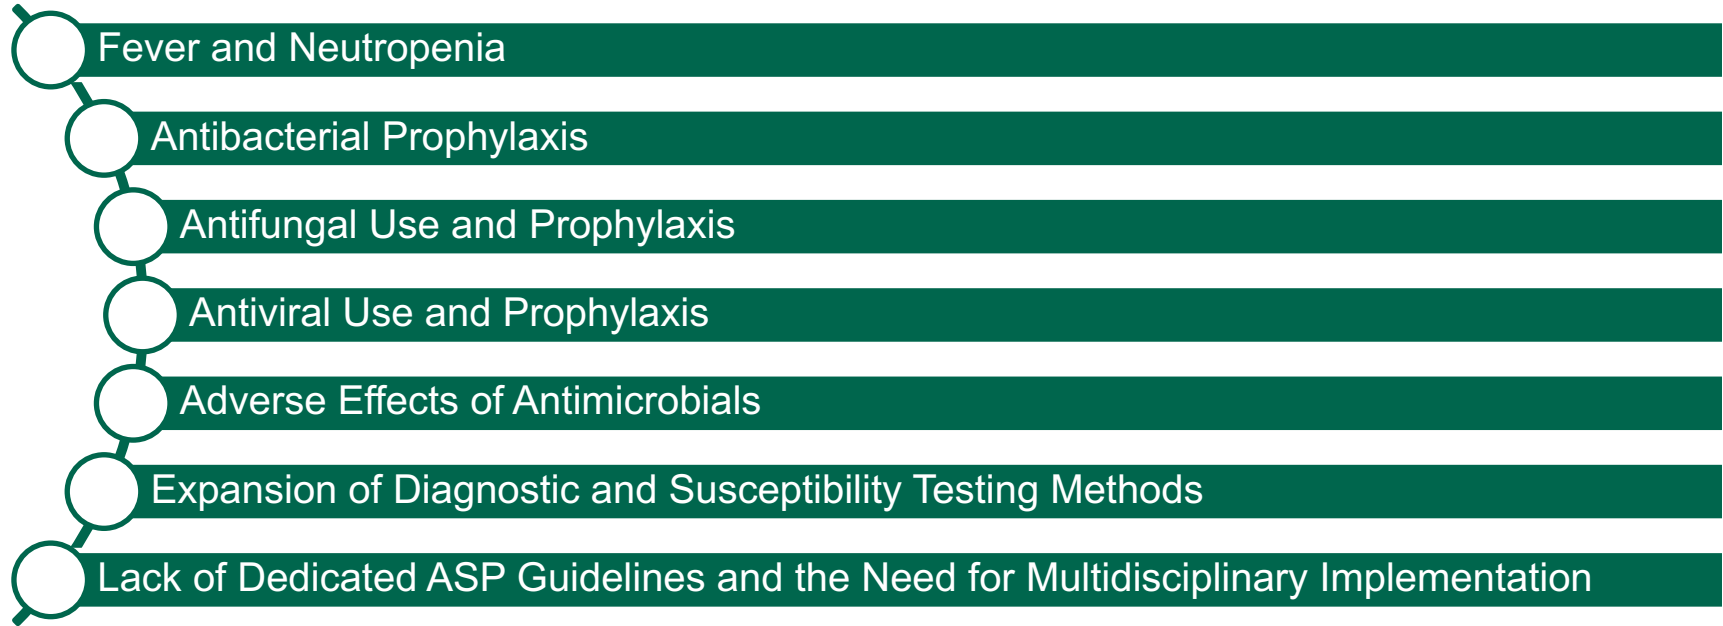 Fever and Neutropenia
Antibacterial Prophylaxis
Antifungal Use and Prophylaxis
Antiviral Use and Prophylaxis
Adverse Effects of Antimicrobials
Expansion of Diagnostic and Susceptibility Testing Methods
Lack of Dedicated ASP Guidelines and the Need for Multidisciplinary Implementation